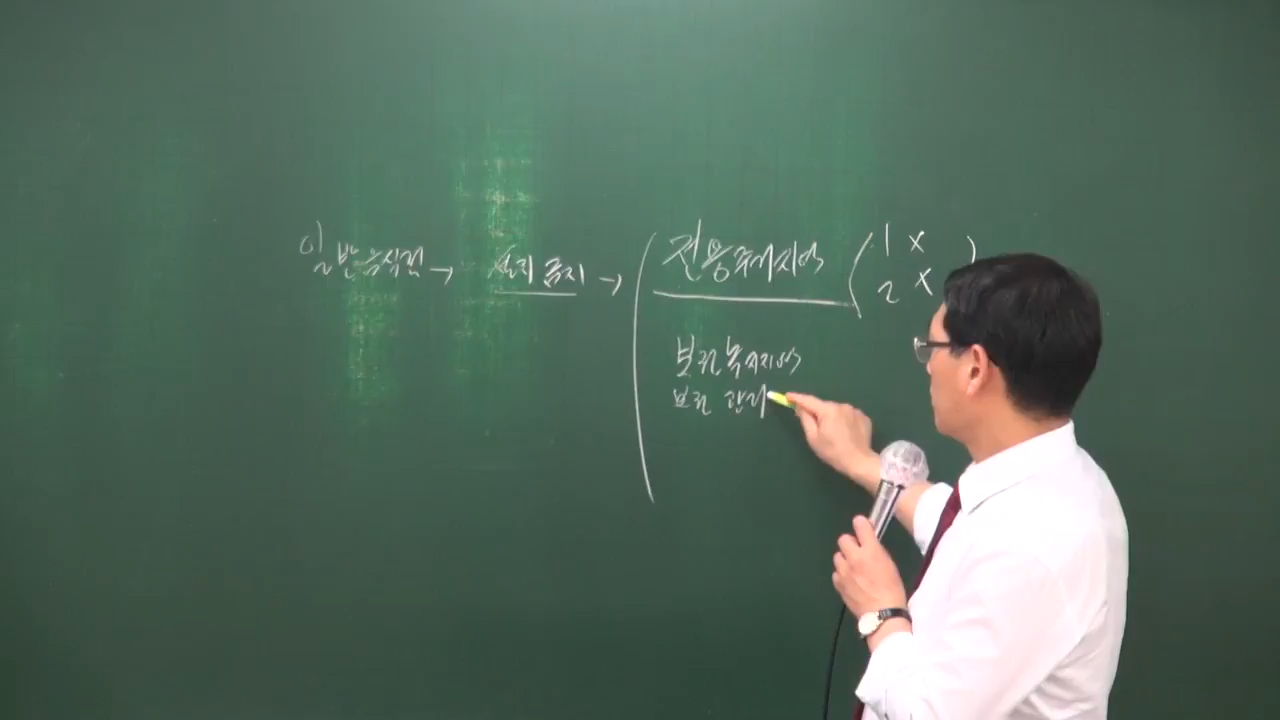 일반음식점 → 설치 금지 → ( 전용주거지역 ( 1 x
2 x )
보전녹지지역
보전 관리